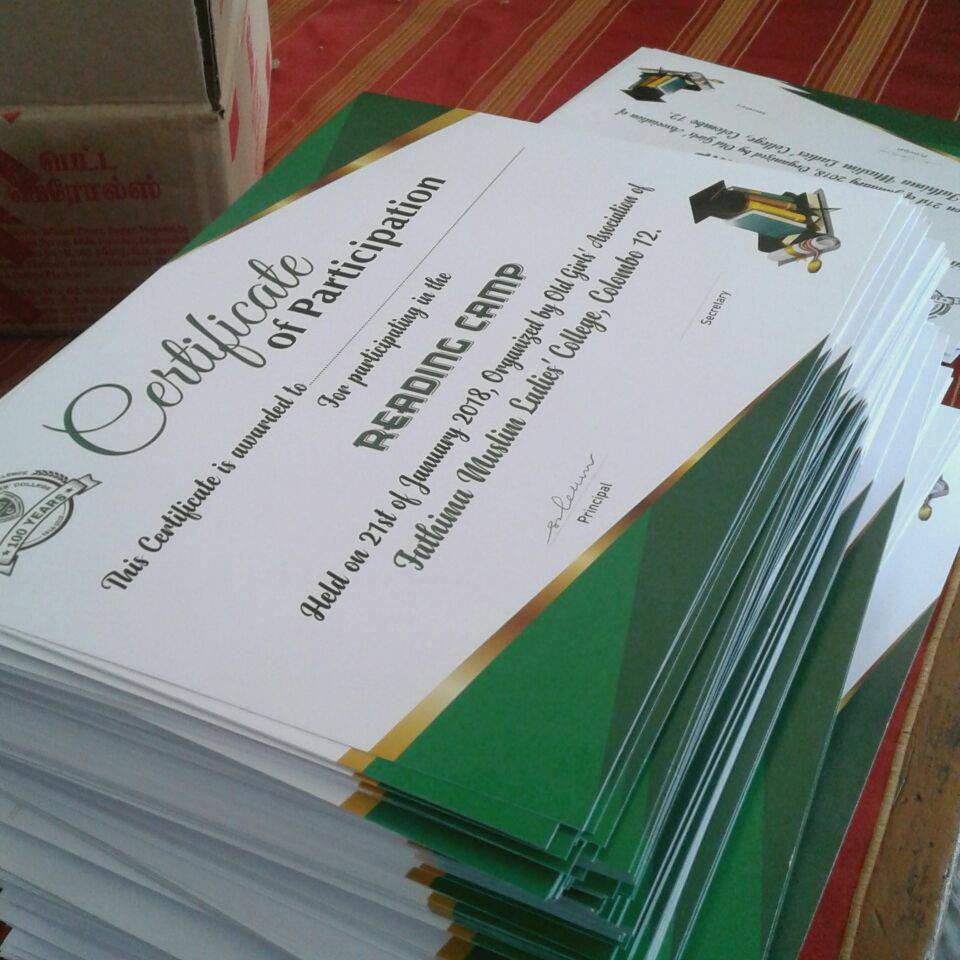 Certificate
of Participation
This Certificate is awarded to
For participating in the
READING CAMP
Held on 21st of January 2018, Organized by Old Girls' Association of
Fathima Muslim Ladies' College, Colombo 12.
Principal
Secretary
100 YEARS
Secretary
Principal
on 21st of January 2018, Organized by Old Girls' Association of
Fathima Muslim Ladies' College, Colombo 12.